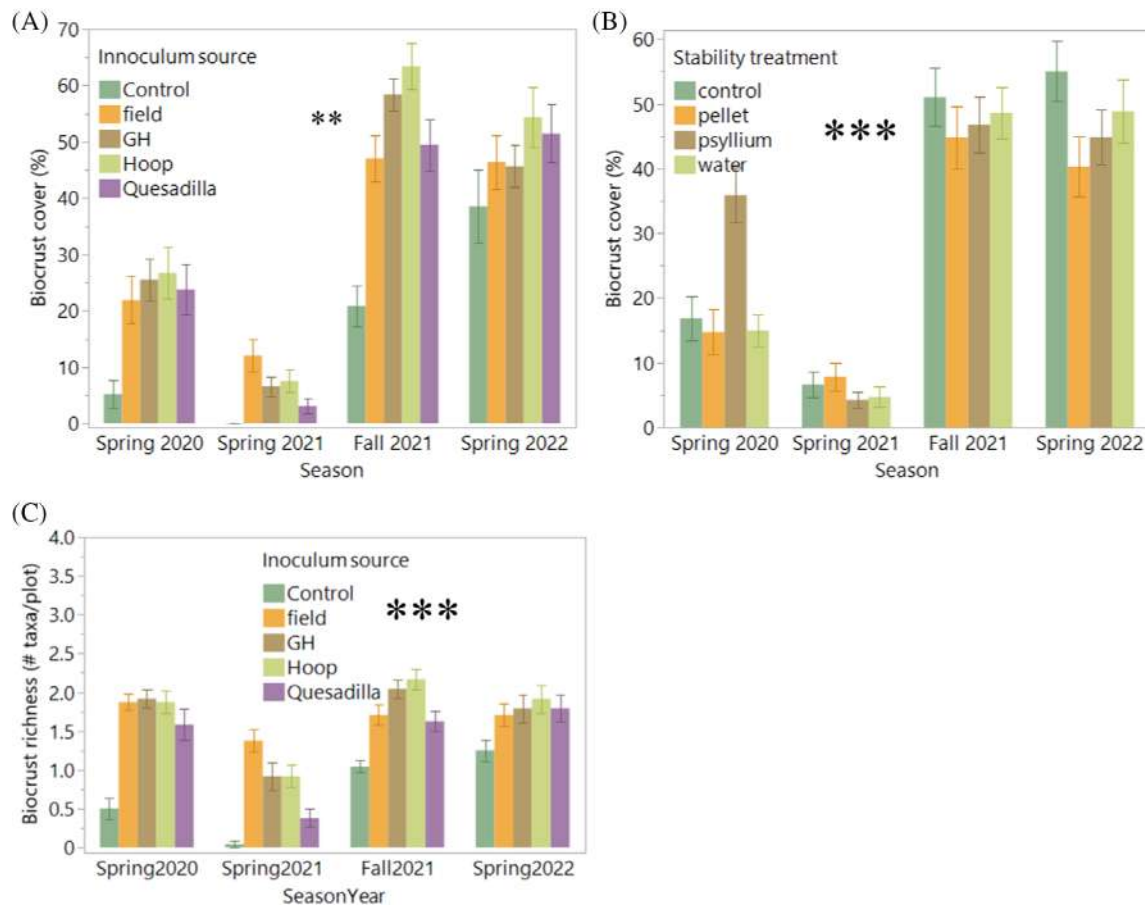 (A)
70
60
50
40
30
20
10
0
Biocrust cover (%)
Innoculum source
Control
field
GH
Hoop
Quesadilla
**
Spring 2020 Spring 2021 Fall 2021 Spring 2022
Season
(B)
60
50
40
30
20
10
0
Biocrust cover (%)
Stability treatment
control
pellet
psyllium
water
***
Spring 2020 Spring 2021 Fall 2021 Spring 2022
Season
(C)
4.0
3.5
3.0
2.5
2.0
1.5
1.0
0.5
0
Biocrust richness (# taxa/plot)
Inoculum source
Control
field
GH
Hoop
Quesadilla
***
Spring2020 Spring2021 Fall2021 Spring2022
SeasonYear